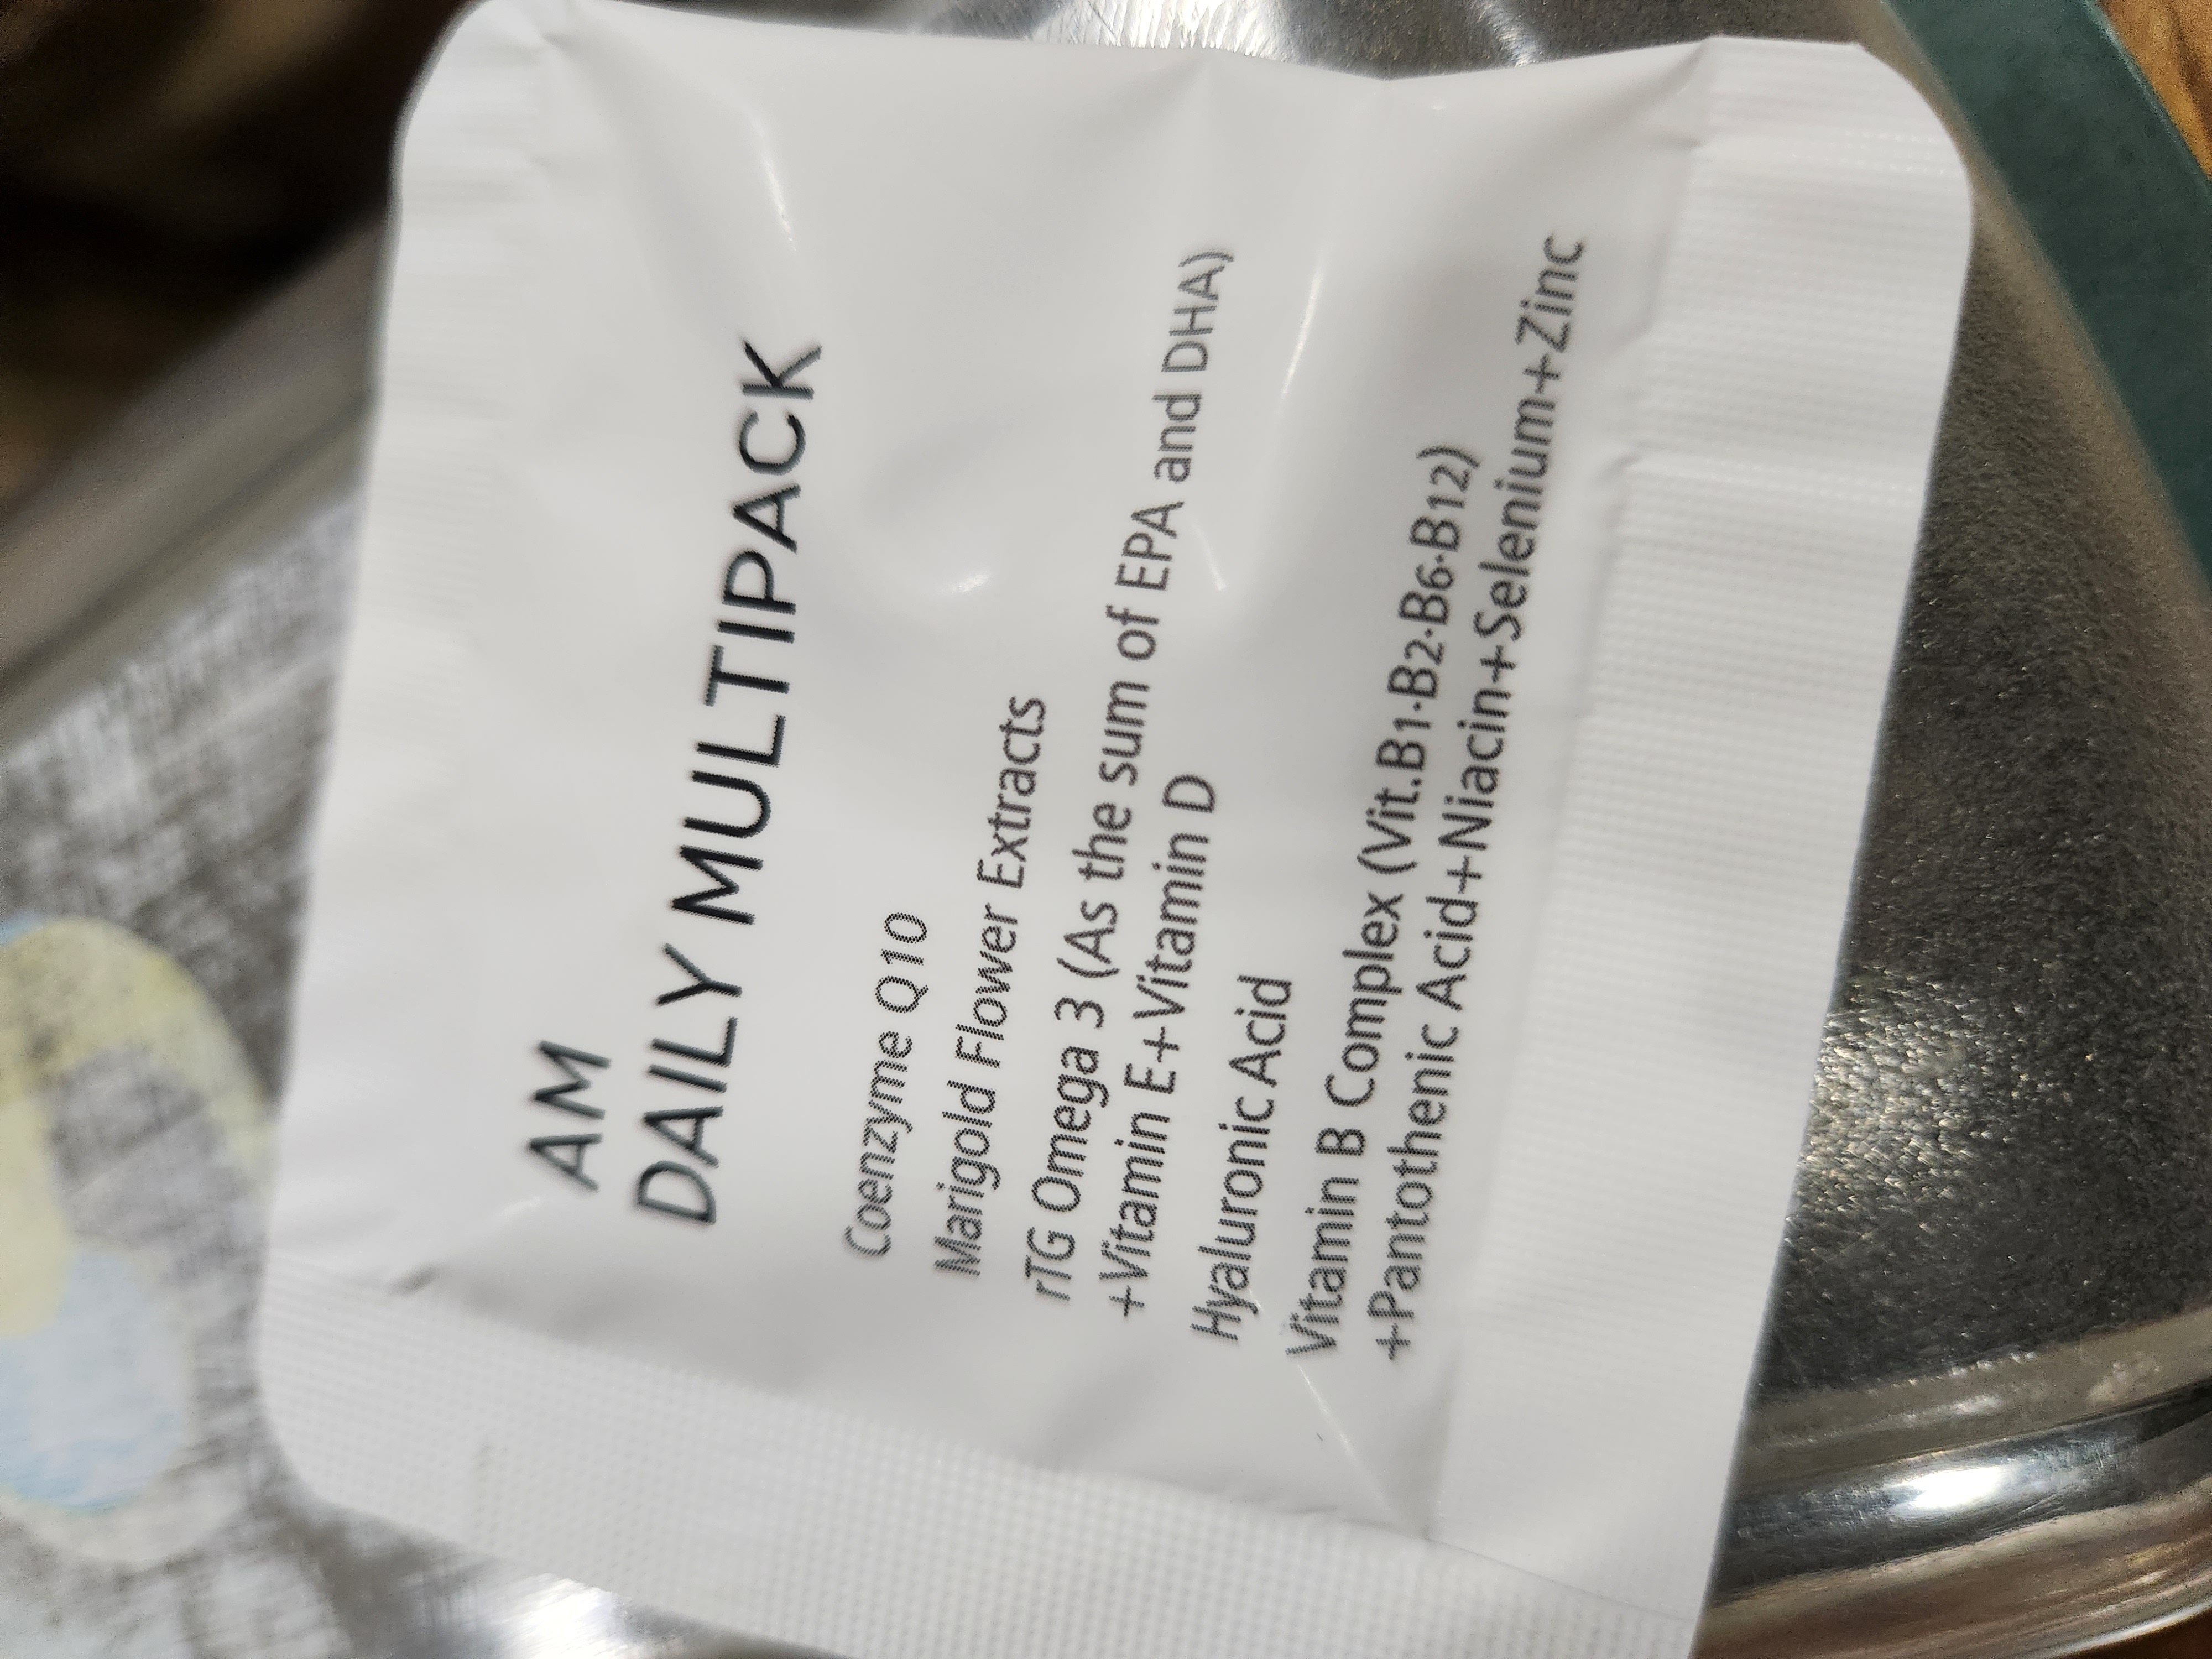 AM
DAILY MULTIPACK
Coenzyme Q10
Marigold Flower Extracts
rTG Omega 3 (As the sum of EPA and DHA)
+Vitamin E+Vitamin D
Hyaluronic Acid
Vitamin B Complex (Vit.B1·B2·B6·B12)
+Pantothenic Acid+Niacin+Selenium+Zinc